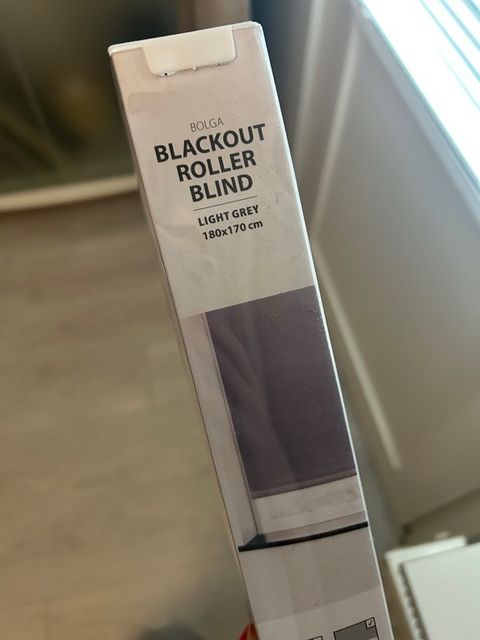 BOLGA
BLACKOUT
ROLLER
BLIND
LIGHT GREY
180x170 cm